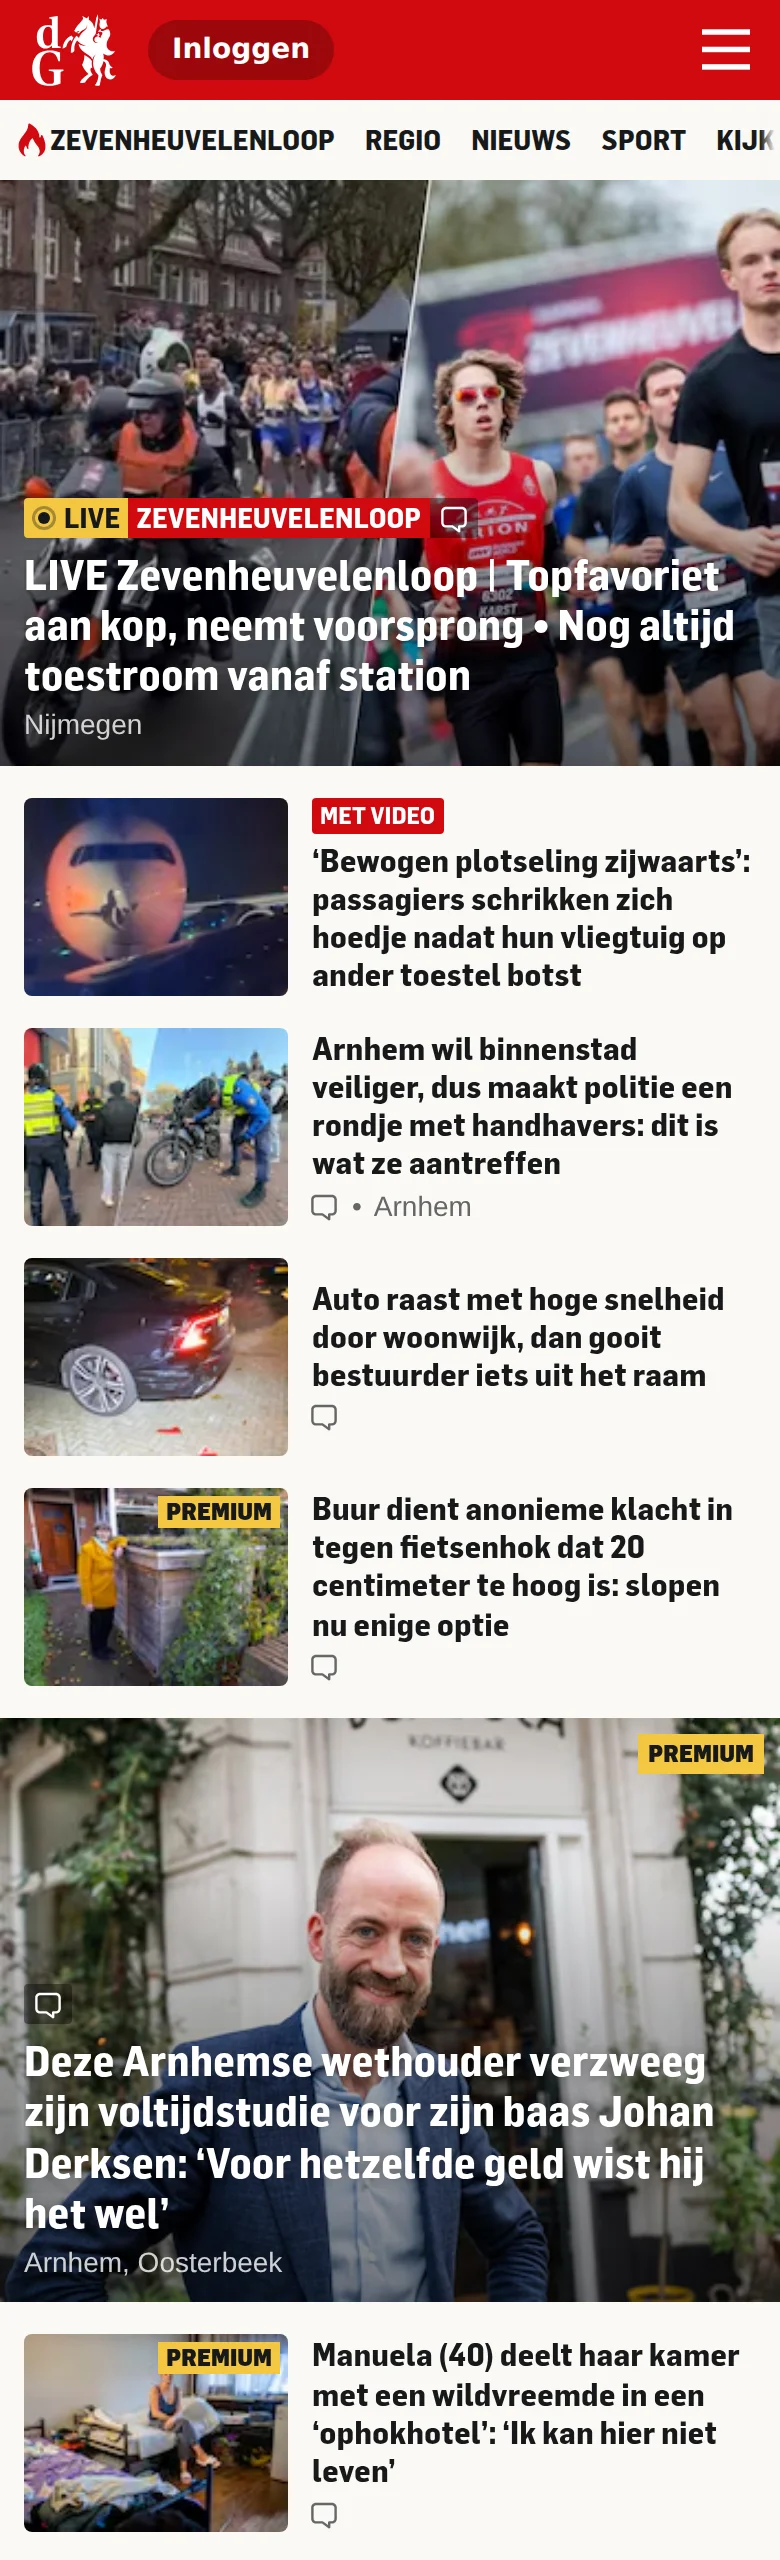 dG
Inloggen
ZEVENHEUVELENLOOP REGIO NIEUWS SPORT KIJK
ZEVENHEUVEL
LIVE ZEVENHEUVELENLOOP
LIVE Zevenheuvelenloop | Topfavoriet
aan kop, neemt voorsprong • Nog altijd
toestroom vanaf station
Nijmegen
MET VIDEO
‘Bewogen plotseling zijwaarts’:
passagiers schrikken zich
hoedje nadat hun vliegtuig op
ander toestel botst
Arnhem wil binnenstad
veiliger, dus maakt politie een
rondje met handhavers: dit is
wat ze aantreffen
• Arnhem
Auto raast met hoge snelheid
door woonwijk, dan gooit
bestuurder iets uit het raam
PREMIUM
Buur dient anonieme klacht in
tegen fietsenhok dat 20
centimeter te hoog is: slopen
nu enige optie
KOFFIEBAR
PREMIUM
Deze Arnhemse wethouder verzweeg
zijn voltijdstudie voor zijn baas Johan
Derksen: ‘Voor hetzelfde geld wist hij
het wel’
Arnhem, Oosterbeek
PREMIUM
Manuela (40) deelt haar kamer
met een wildvreemde in een
‘ophokhotel’: ‘Ik kan hier niet
leven’